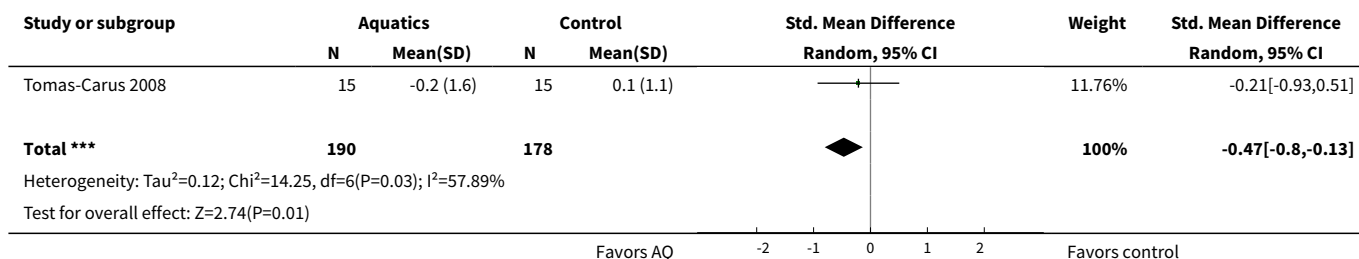 Study or subgroup Aquatics Control Std. Mean Difference Weight Std. Mean Difference
N Mean(SD) N Mean(SD) Random, 95% CI Random, 95% CI
Tomas-Carus 2008 15 -0.2 (1.6) 15 0.1 (1.1) 11.76% -0.21[-0.93,0.51]
Total *** 190 178 100% -0.47[-0.8,-0.13]
Heterogeneity: Tau²=0.12; Chi²=14.25, df=6(P=0.03); I²=57.89%
Test for overall effect: Z=2.74(P=0.01)
Favors AQ -2 -1 0 1 2 Favors control